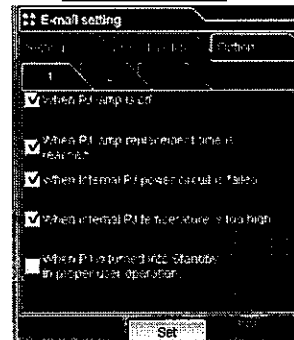 E-mail setting
Option
1
When PJ lamp is off
When PJ lamp replacement time is
reached
When internal PJ power circuit is failed
When internal PJ temperature is too high
When PJ is turned into Standby
in proper user operation.
Set